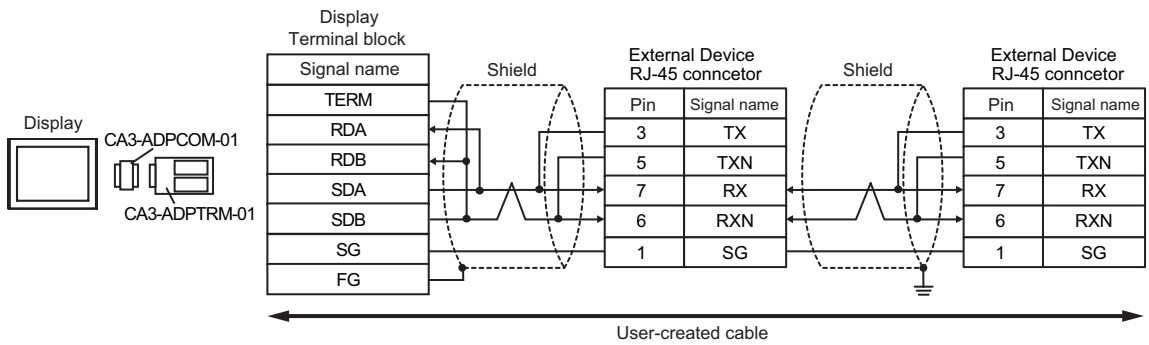 Display
Terminal block
Signal name
TERM
RDA
RDB
SDA
SDB
SG
FG
Display
CA3-ADPCOM-01
CA3-ADPTRM-01
Shield
External Device
RJ-45 conncetor
Pin Signal name
3 TX
5 TXN
7 RX
6 RXN
1 SG
Shield
External Device
RJ-45 conncetor
Pin Signal name
3 TX
5 TXN
7 RX
6 RXN
1 SG
User-created cable